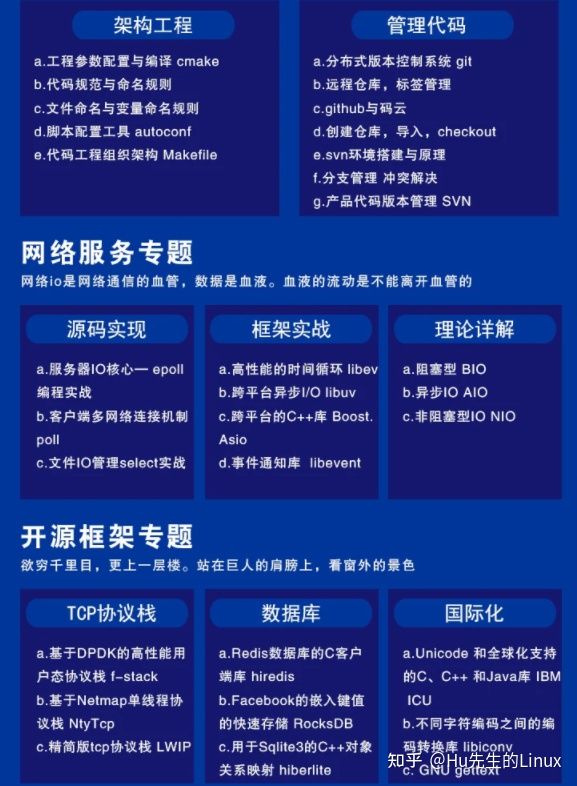 架构工程
a.工程参数配置与编译 cmake
b.代码规范与命名规则
c.文件命名与变量命名规则
d.脚本配置工具 autoconf
e.代码工程组织架构 Makefile
管理代码
a.分布式版本控制系统 git
b.远程仓库，标签管理
c.github与码云
d.创建仓库，导入，checkout
e.svn环境搭建与原理
f.分支管理 冲突解决
g.产品代码版本管理 SVN
网络服务专题
网络io是网络通信的血管，数据是血液。血液的流动是不能离开血管的
源码实现
a.服务器IO核心一 epoll
编程实战
b.客户端多网络连接机制
poll
c.文件IO管理select实战
框架实战
a.高性能的时间循环 libev
b.跨平台异步I/O libuv
c.跨平台的C++库 Boost.
Asio
d.事件通知库 libevent
理论详解
a.阻塞型 BIO
b.异步IO AIO
c.非阻塞型IO NIO
开源框架专题
欲穷千里目，更上一层楼。站在巨人的肩膀上，看窗外的景色
TCP协议栈
a.基于DPDK的高性能用
户态协议栈 f-stack
b.基于Netmap单线程协
议栈 NtyTcp
c.精简版tcp协议栈 LWIP
数据库
a.Redis数据库的C客户
端库 hiredis
b.Facebook的嵌入键值
的快速存储 RocksDB
c.用于Sqlite3的C++对象
关系映射 hiberlite
国际化
a.Unicode 和全球化支持
的C、C++ 和Java库 IBM
ICU
b.不同字符编码之间的编
码转换库 libiconv
c. GNU gettext
知乎 @Hu先生的Linux